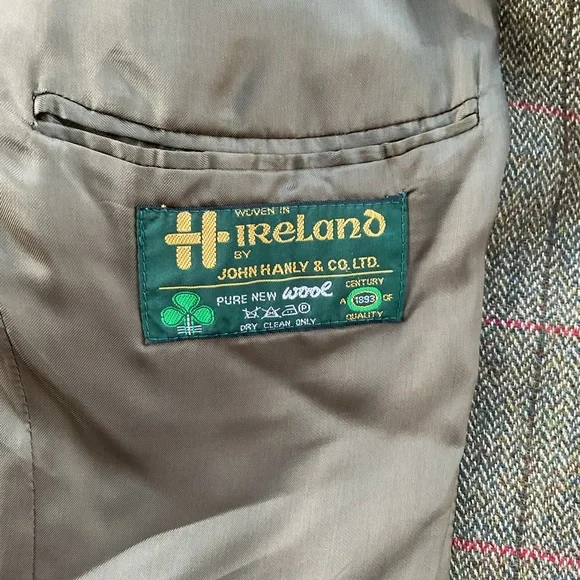 WOVEN IN
IRELAND
BY
JOHN HANLY & CO. LTD.
PURE NEW wool
DRY CLEAN ONLY
CENTURY
A 1893 OF
QUALITY